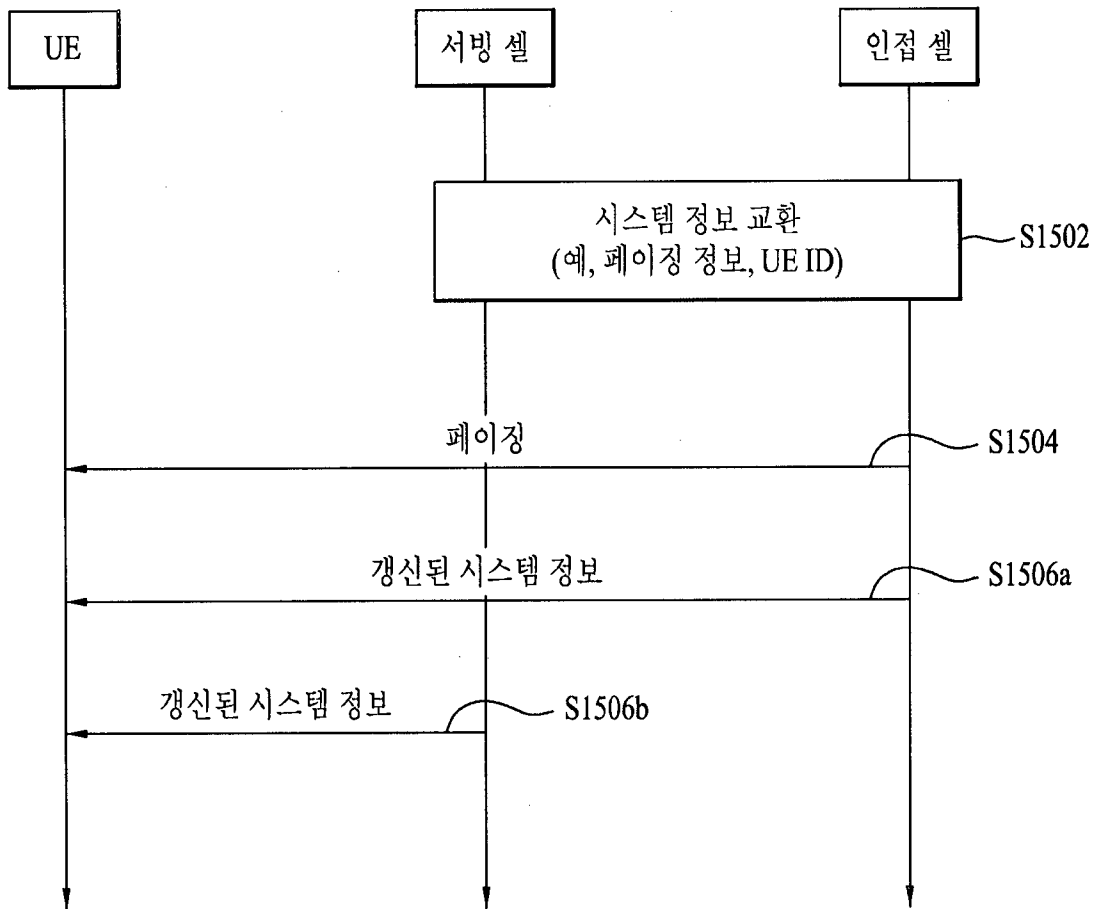 UE
서빙 셀
인접 셀
시스템 정보 교환
(예, 페이징 정보, UE ID)
S1502
페이징
S1504
갱신된 시스템 정보
S1506a
갱신된 시스템 정보
S1506b